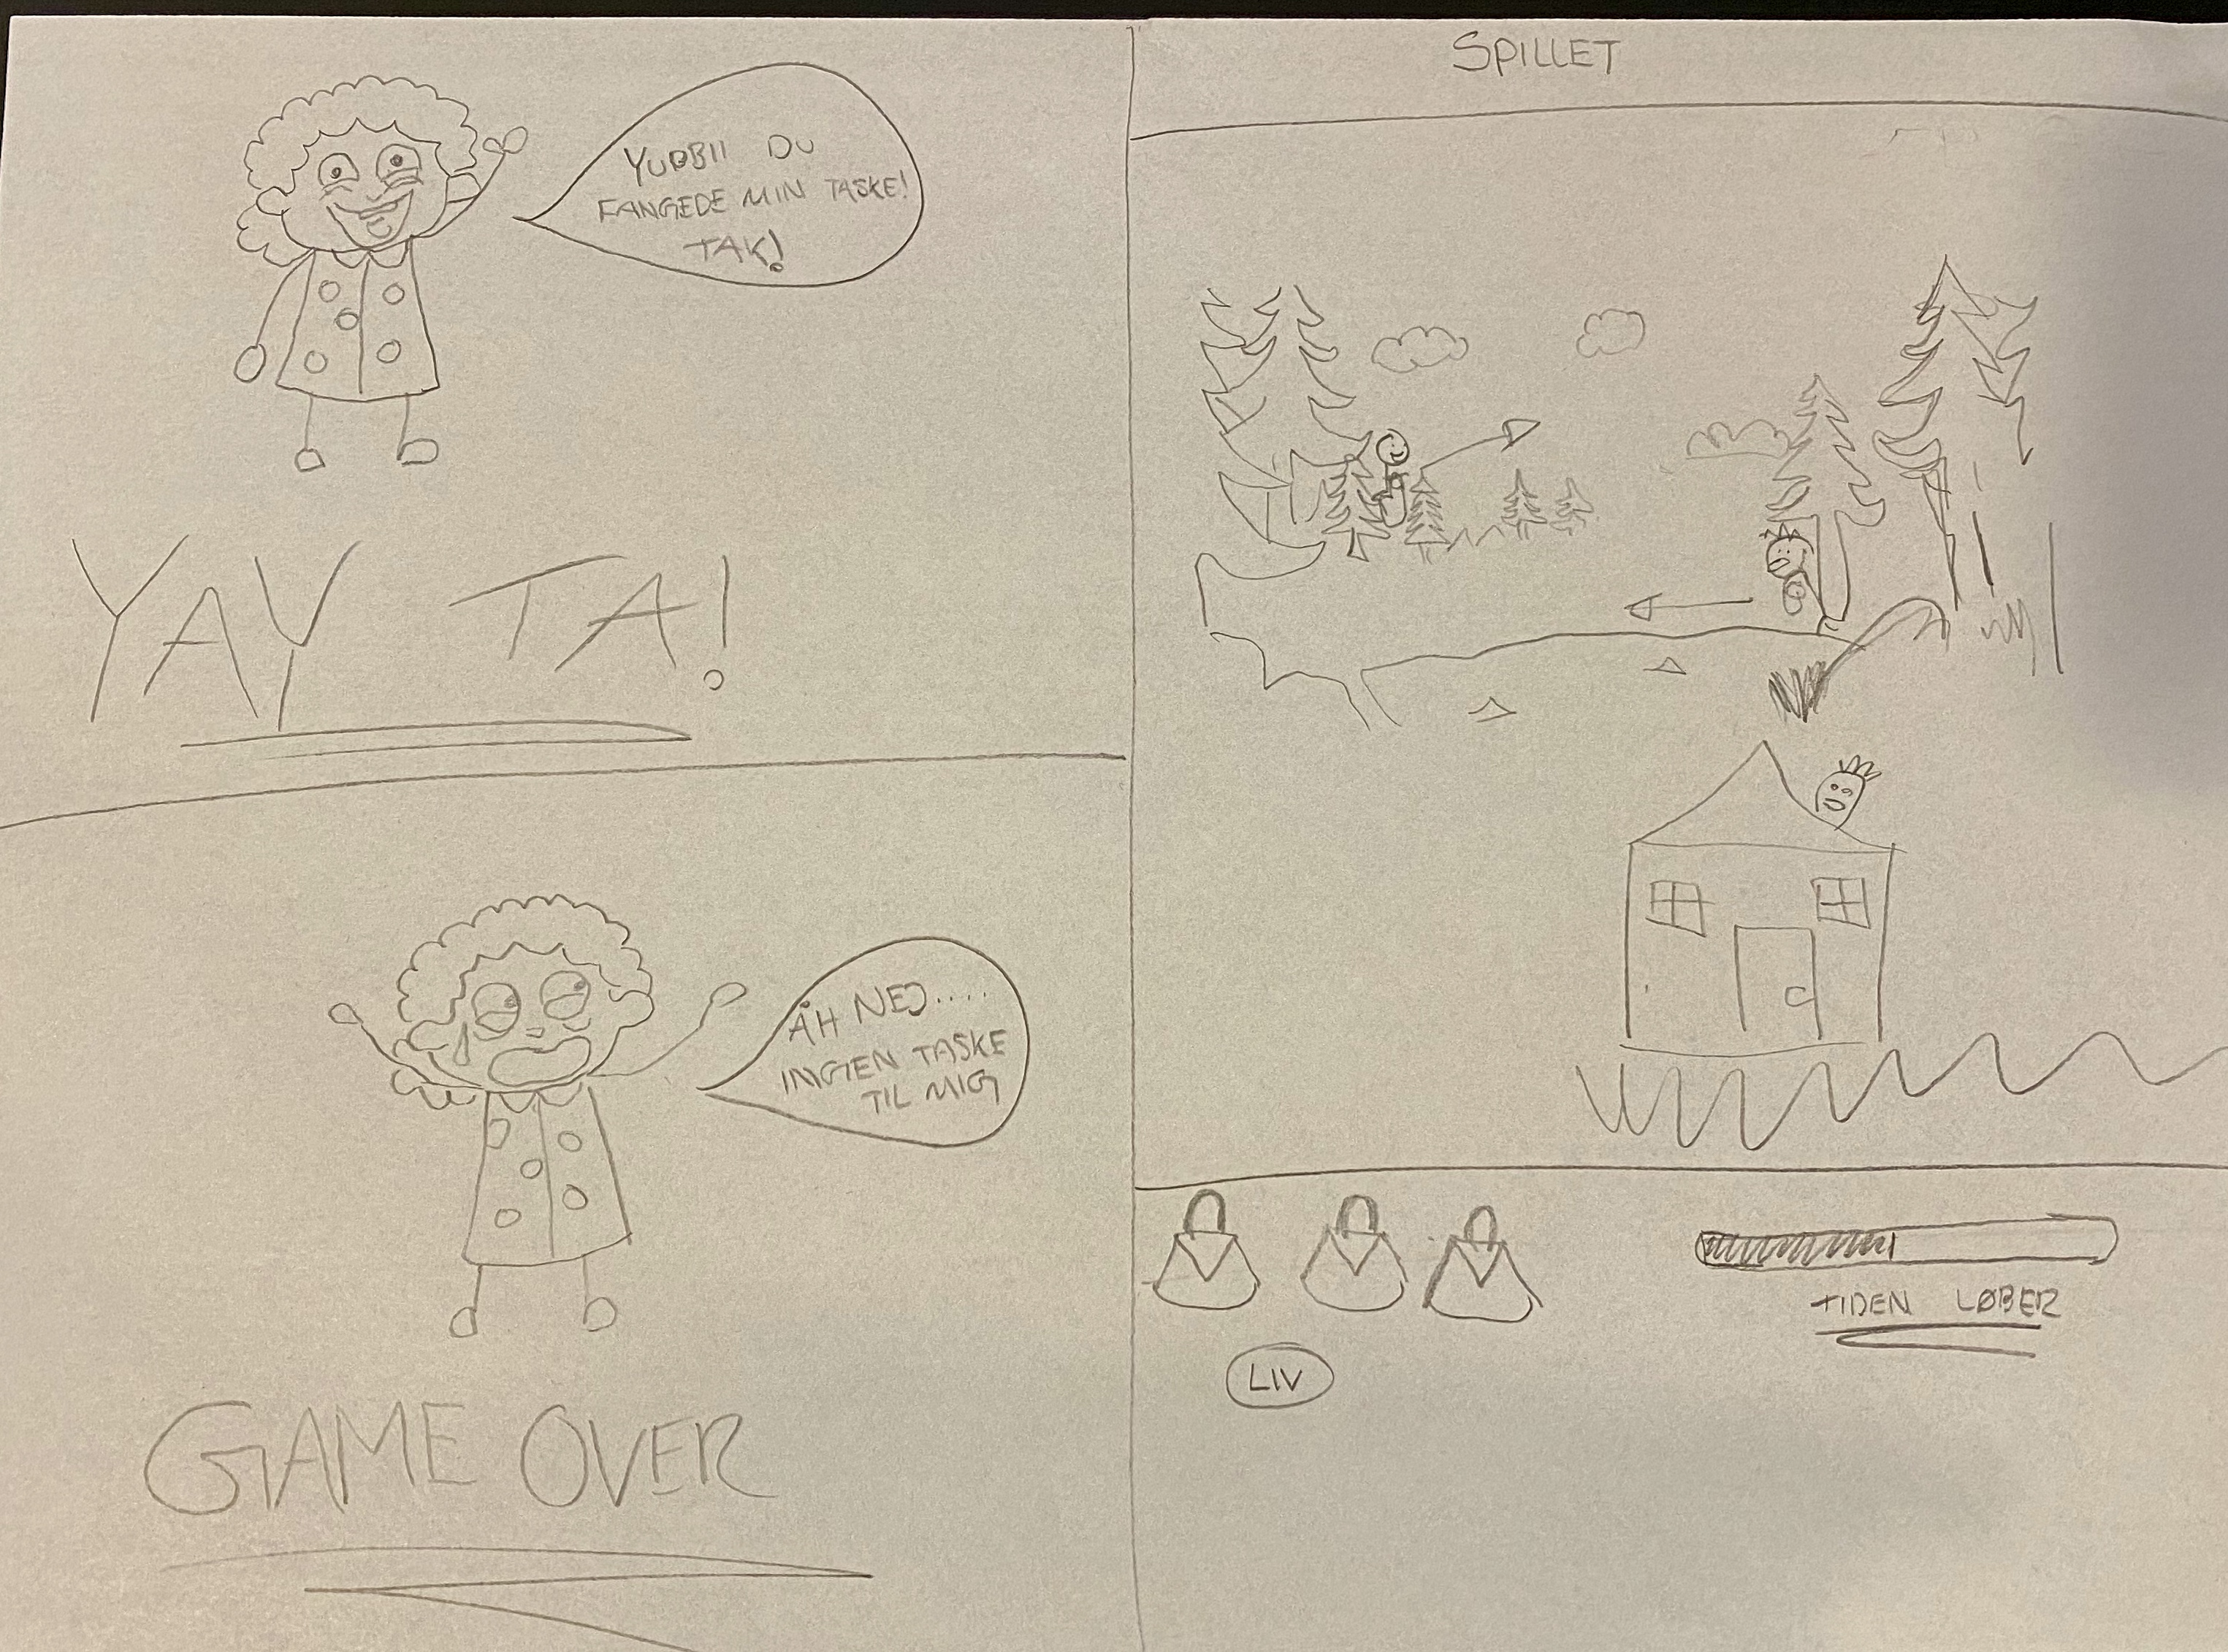 YUBBII DU
FANGEDE MIN TASKE!
TAK!
YAY TA!
ÅH NEJ.....
INGEN TASKE
TIL MIG
GAME OVER
SPILLET
TIDEN LØBER
LIV